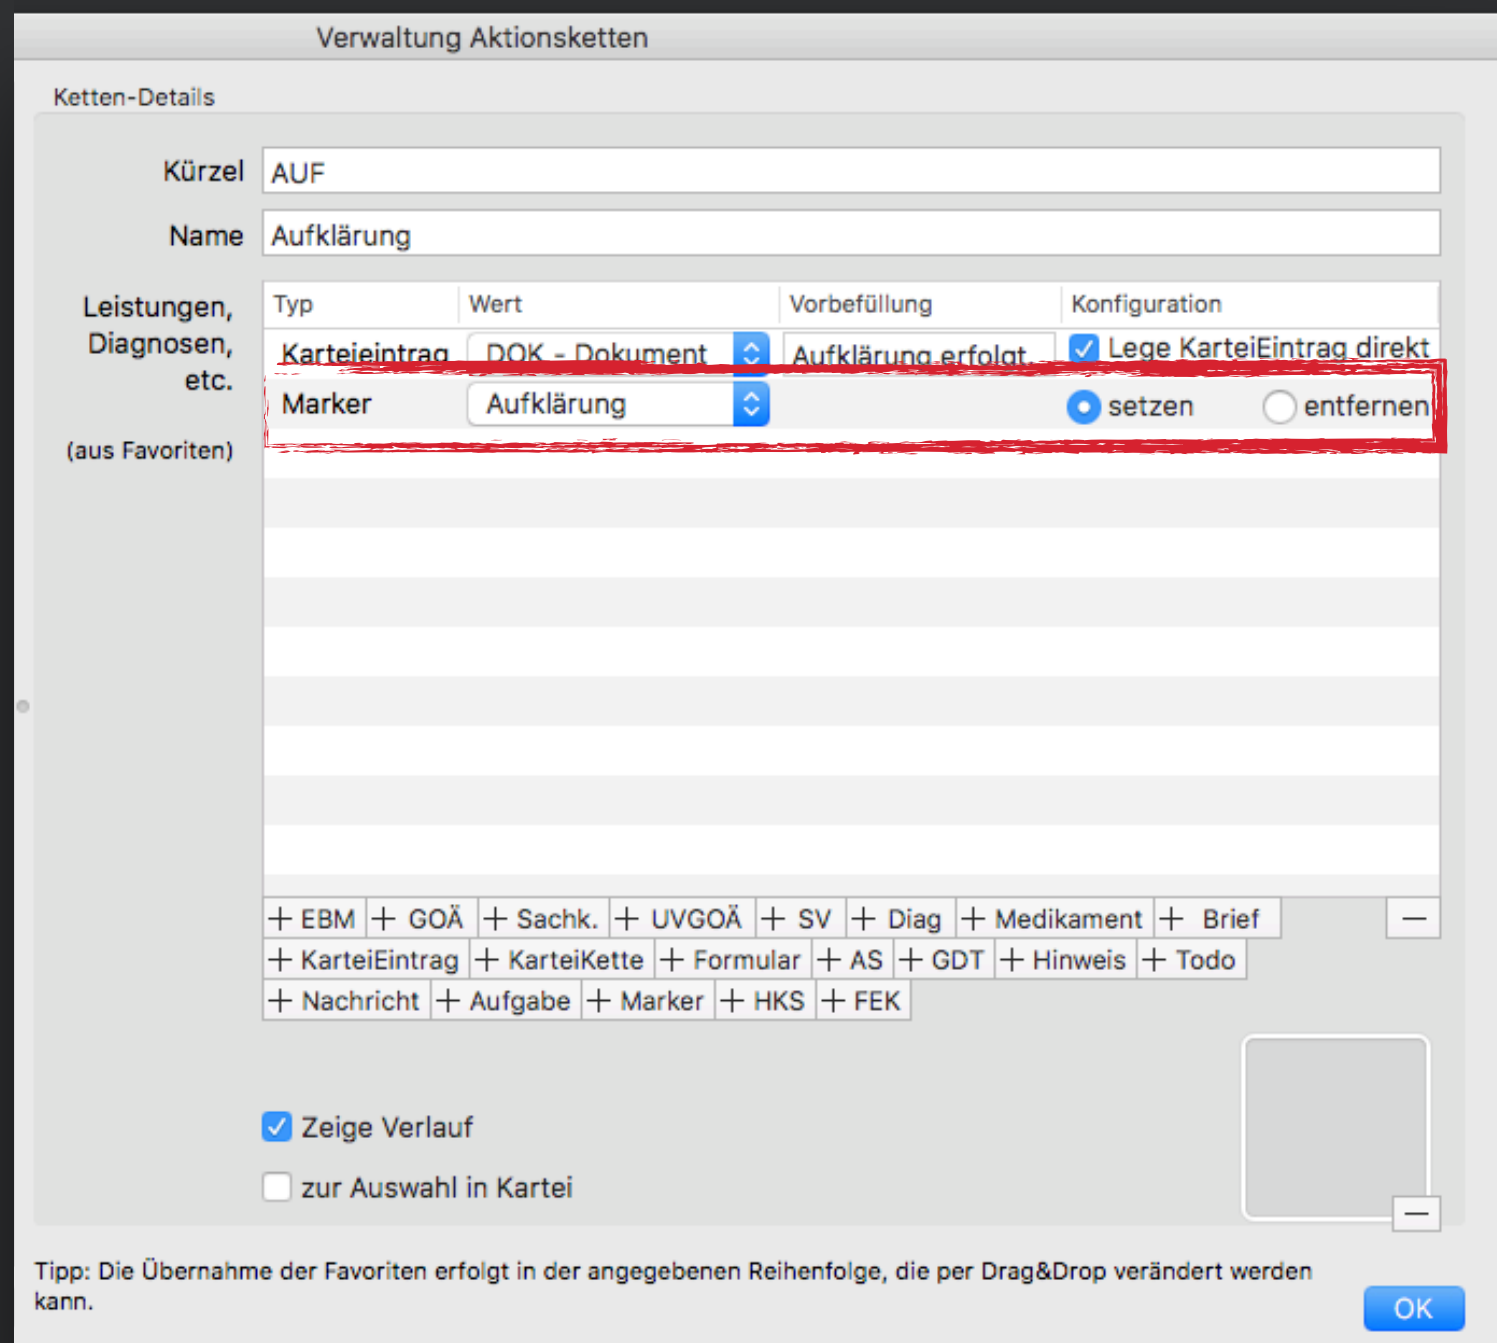 Verwaltung Aktionsketten
Ketten-Details
Kürzel AUF
Name Aufklärung
Leistungen, Diagnosen, etc.
(aus Favoriten)
Typ Wert Vorbefüllung Konfiguration
Karteieintrag DOK - Dokument Aufklärung erfolgt. Lege KarteiEintrag direkt
Marker Aufklärung setzen entfernen
+ EBM + GOÄ + Sachk. + UVGOÄ + SV + Diag + Medikament + Brief −
+ KarteiEintrag + KarteiKette + Formular + AS + GDT + Hinweis + Todo
+ Nachricht + Aufgabe + Marker + HKS + FEK
Zeige Verlauf
zur Auswahl in Kartei
−
Tipp: Die Übernahme der Favoriten erfolgt in der angegebenen Reihenfolge, die per Drag&Drop verändert werden
kann.
OK